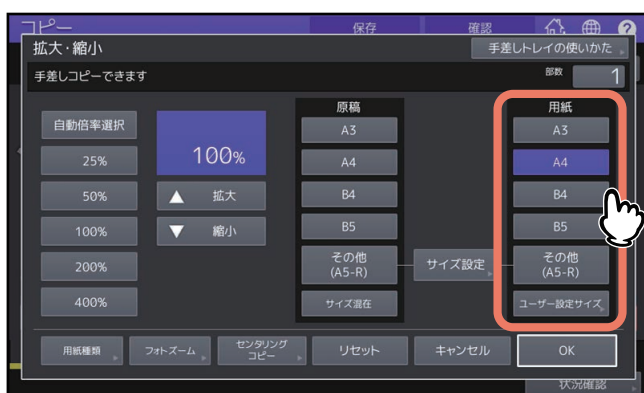 コピー 保存 確認
拡大・縮小 手差しトレイの使いかた
手差しコピーできます 部数 1
原稿 用紙
自動倍率選択 A3 A3
25% 100% A4 A4
50% 拡大 B4 B4
100% 縮小 B5 B5
200% その他 サイズ設定 その他
(A5-R) (A5-R)
400% サイズ混在 ユーザー設定サイズ
用紙種類 フォトズーム センタリング リセット キャンセル OK
コピー
状況確認